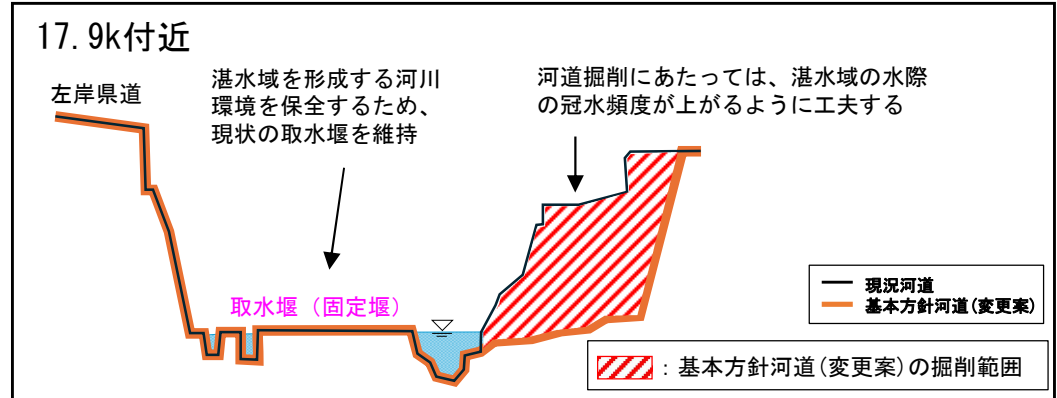 17.9k付近
左岸県道
湛水域を形成する河川
環境を保全するため、
現状の取水堰を維持
河道掘削にあたっては、湛水域の水際
の冠水頻度が上がるように工夫する
取水堰（固定堰）
現況河道
基本方針河道(変更案)
：基本方針河道(変更案)の掘削範囲